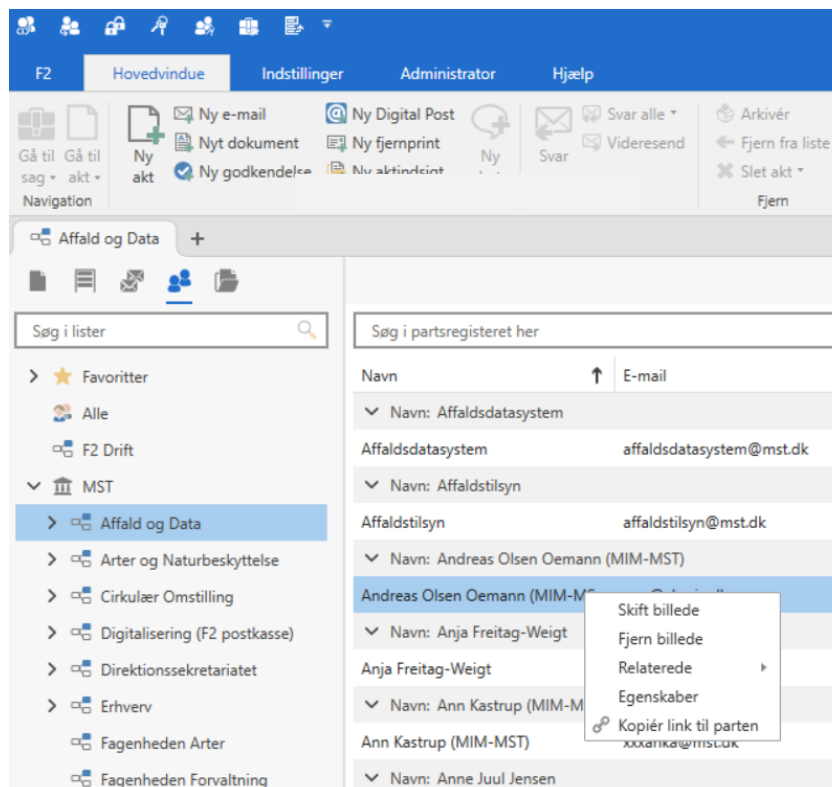 F2 Hovedvindue Indstillinger Administrator Hjælp
Gå til sag
Gå til akt
Navigation
Ny akt
Ny e-mail
Nyt dokument
Ny godkendelse
Ny Digital Post
Ny fjernprint
Ny aktindsigt
Ny
Svar
Svar alle
Videresend
Arkivér
Fjern fra liste
Slet akt
Fjern
Affald og Data +
Søg i lister
Favoritter
Alle
F2 Drift
MST
Affald og Data
Arter og Naturbeskyttelse
Cirkulær Omstilling
Digitalisering (F2 postkasse)
Direktionssekretariatet
Erhverv
Fagenheden Arter
Fagenheden Forvaltning
Søg i partsregisteret her
Navn E-mail
Navn: Affaldsdatasystem
Affaldsdatasystem affaldsdatasystem@mst.dk
Navn: Affaldstilsyn
Affaldstilsyn affaldstilsyn@mst.dk
Navn: Andreas Olsen Oemann (MIM-MST)
Andreas Olsen Oemann (MIM-MS
Navn: Anja Freitag-Weigt
Anja Freitag-Weigt
Navn: Ann Kastrup (MIM-M
Ann Kastrup (MIM-MST) xxxanka@mst.dk
Navn: Anne Juul Jensen
Skift billede
Fjern billede
Relaterede
Egenskaber
Kopiér link til parten